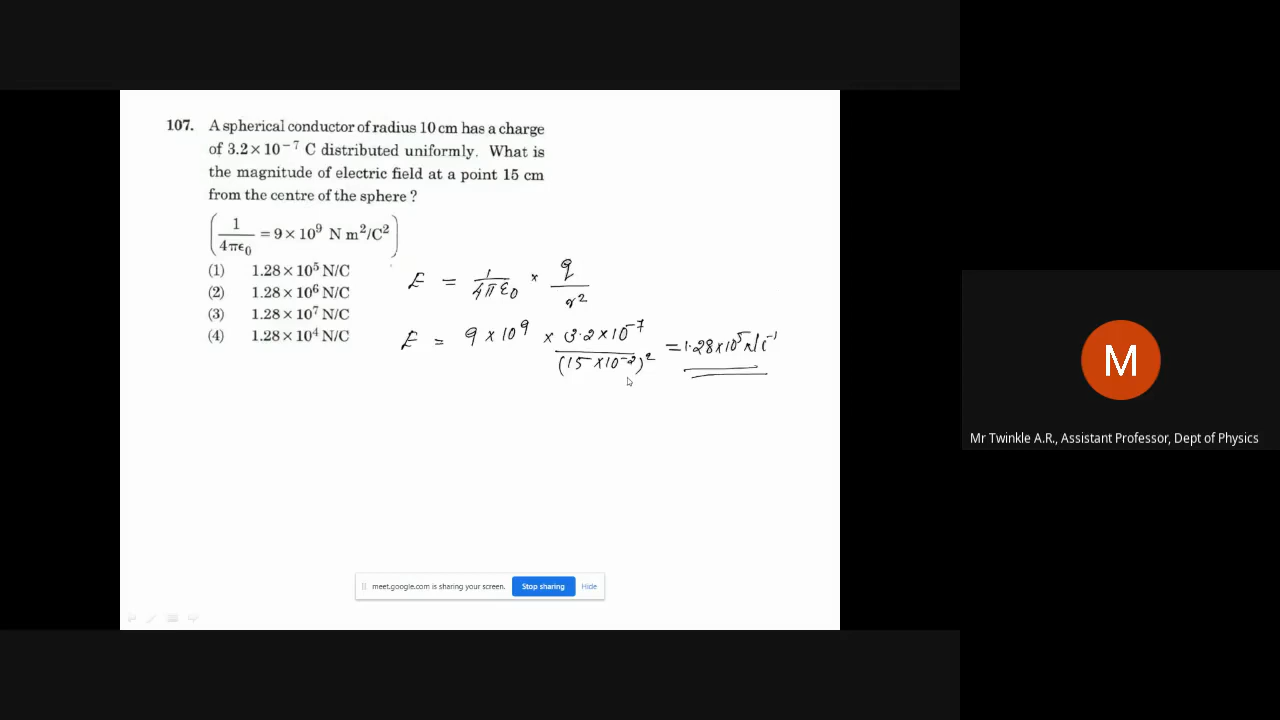 107. A spherical conductor of radius 10 cm has a charge
of 3.2 × 10⁻⁷ C distributed uniformly. What is
the magnitude of electric field at a point 15 cm
from the centre of the sphere ?
(1/4πϵ₀ = 9 × 10⁹ N m²/C²)
(1) 1.28 × 10⁵ N/C
(2) 1.28 × 10⁶ N/C
(3) 1.28 × 10⁷ N/C
(4) 1.28 × 10⁴ N/C
E = 1/4πε₀ × q/r²
E = 9 × 10⁹ × 3.2 × 10⁻⁷/(15 × 10⁻²)² = 1.28 × 10⁵ N/C⁻¹
M
Mr Twinkle A.R., Assistant Professor, Dept of Physics
meet.google.com is sharing your screen. Stop sharing Hide